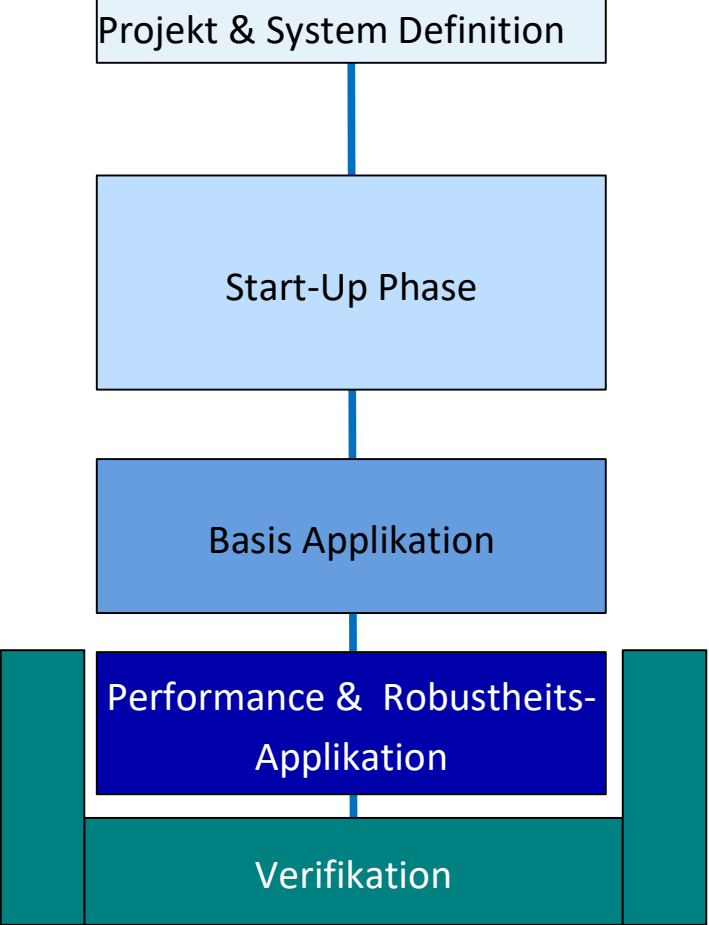 Projekt & System Definition
Start-Up Phase
Basis Applikation
Performance & Robustheits-
Applikation
Verifikation